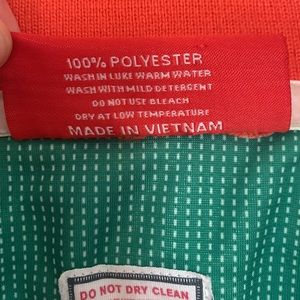 100% POLYESTER
WASH IN LUKE WARM WATER
WASH WITH MILD DETERGENT
DO NOT USE BLEACH
DRY AT LOW TEMPERATURE
MADE IN VIETNAM
DO NOT DRY CLEAN